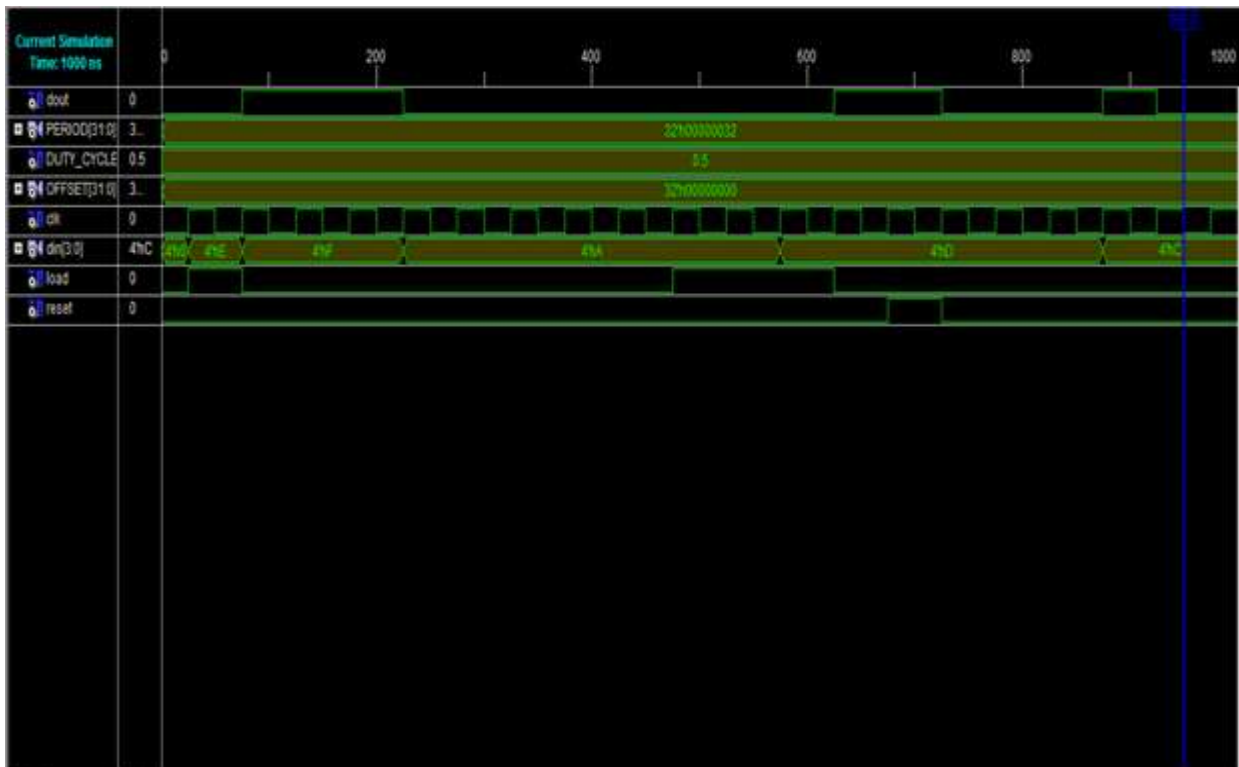 Current Simulation
Time: 1000 ns
0 200 400 600 800 1000
dout 0
PERIOD[31:0] 3... 32'h00000032
DUTY_CYCLE 0.5 0.5
OFFSET[31:0] 3... 32'h00000000
clk 0
din[3:0] 4'hC 4'h0 4'hE 4'hF 4'hA 4'hD 4'hC
load 0
reset 0